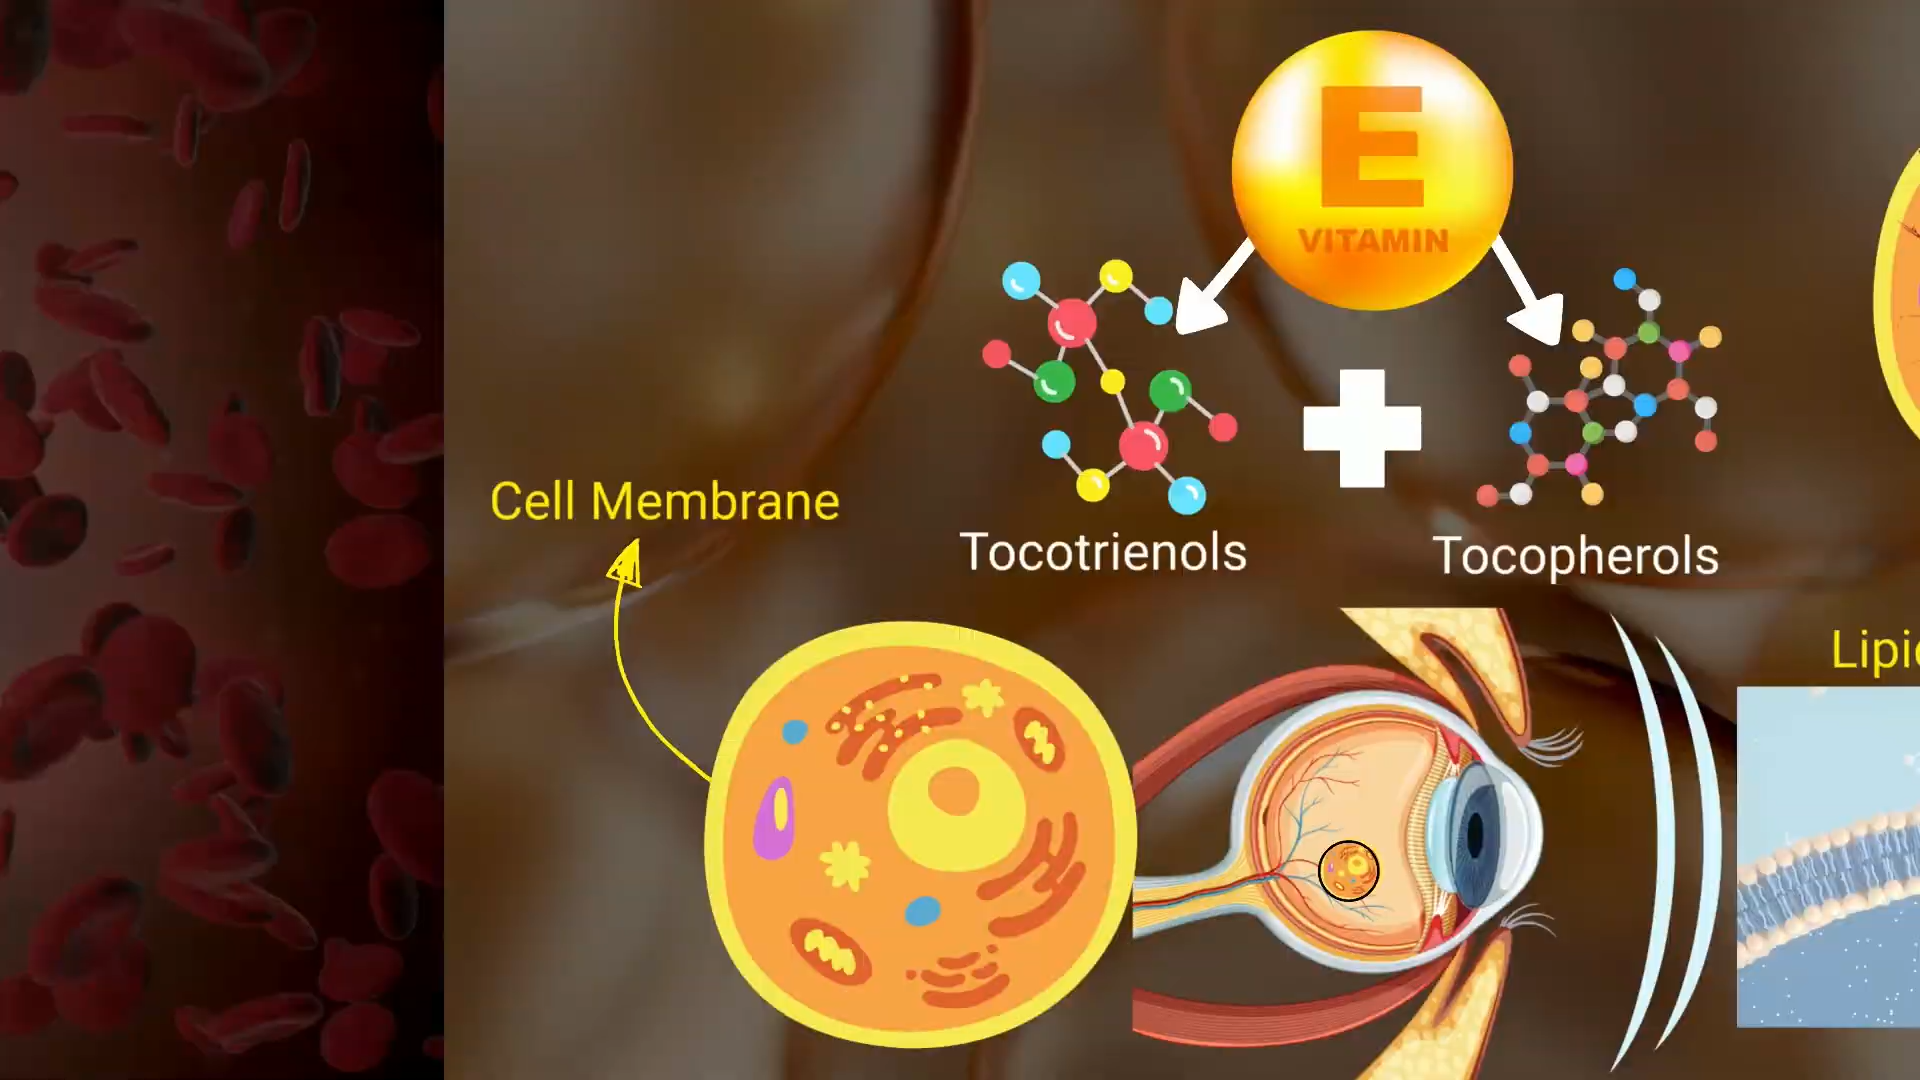 E
VITAMIN
Cell Membrane
Tocotrienols
Tocopherols